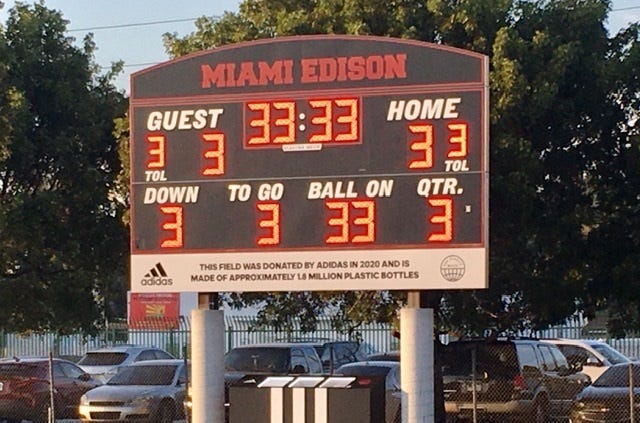 MIAMI EDISON
GUEST 33:33 HOME
3 3 3 3
TOL TOL
DOWN TO GO BALL ON QTR.
3 3 33 3
THIS FIELD WAS DONATED BY ADIDAS IN 2020 AND IS
MADE OF APPROXIMATELY 1.8 MILLION PLASTIC BOTTLES
adidas